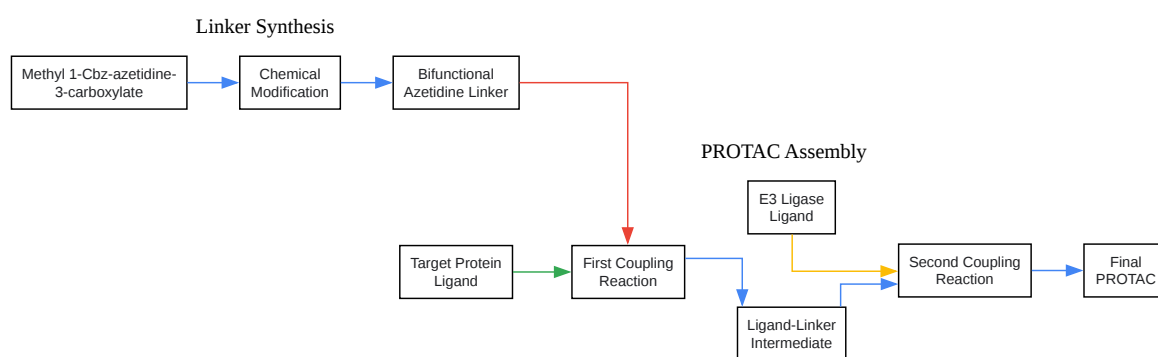 Linker Synthesis
Methyl 1-Cbz-azetidine-
3-carboxylate
Chemical
Modification
Bifunctional
Azetidine Linker
PROTAC Assembly
E3 Ligase
Ligand
Target Protein
Ligand
First Coupling
Reaction
Ligand-Linker
Intermediate
Second Coupling
Reaction
Final
PROTAC